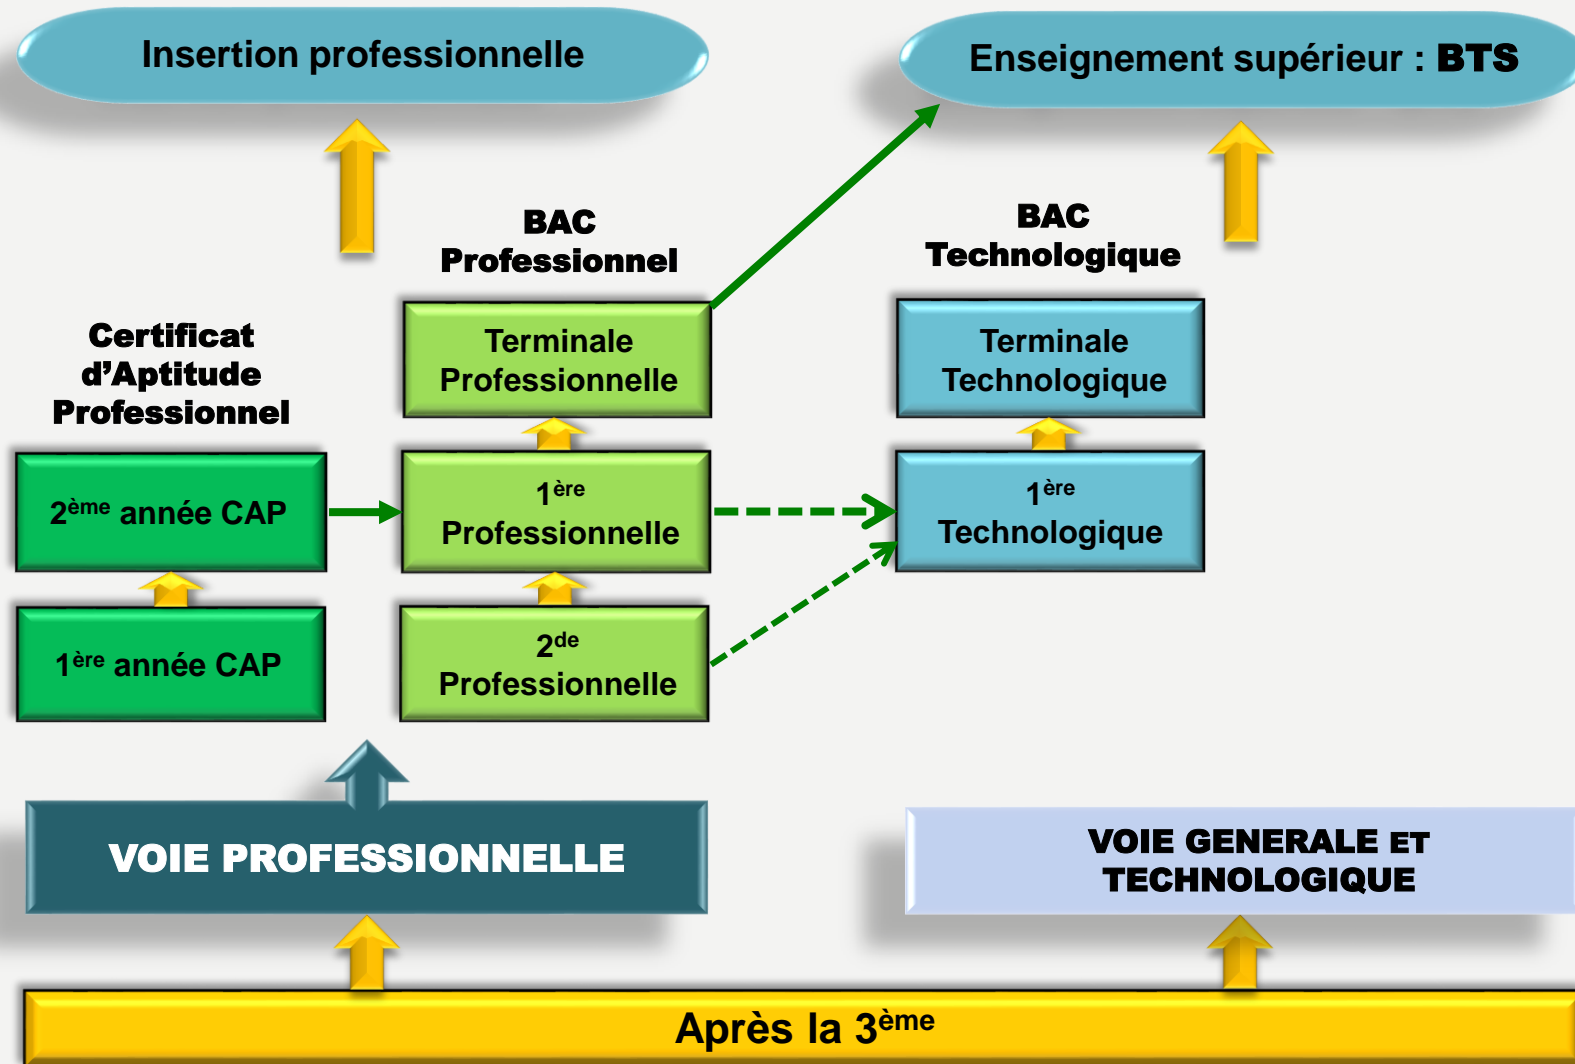 Insertion professionnelle
Enseignement supérieur : BTS
BAC
Professionnel
BAC
Technologique
Certificat
d’Aptitude
Professionnel
Terminale
Professionnelle
Terminale
Technologique
2ème année CAP
1ère
Professionnelle
1ère
Technologique
1ère année CAP
2de
Professionnelle
VOIE PROFESSIONNELLE
VOIE GENERALE ET
TECHNOLOGIQUE
Après la 3ème